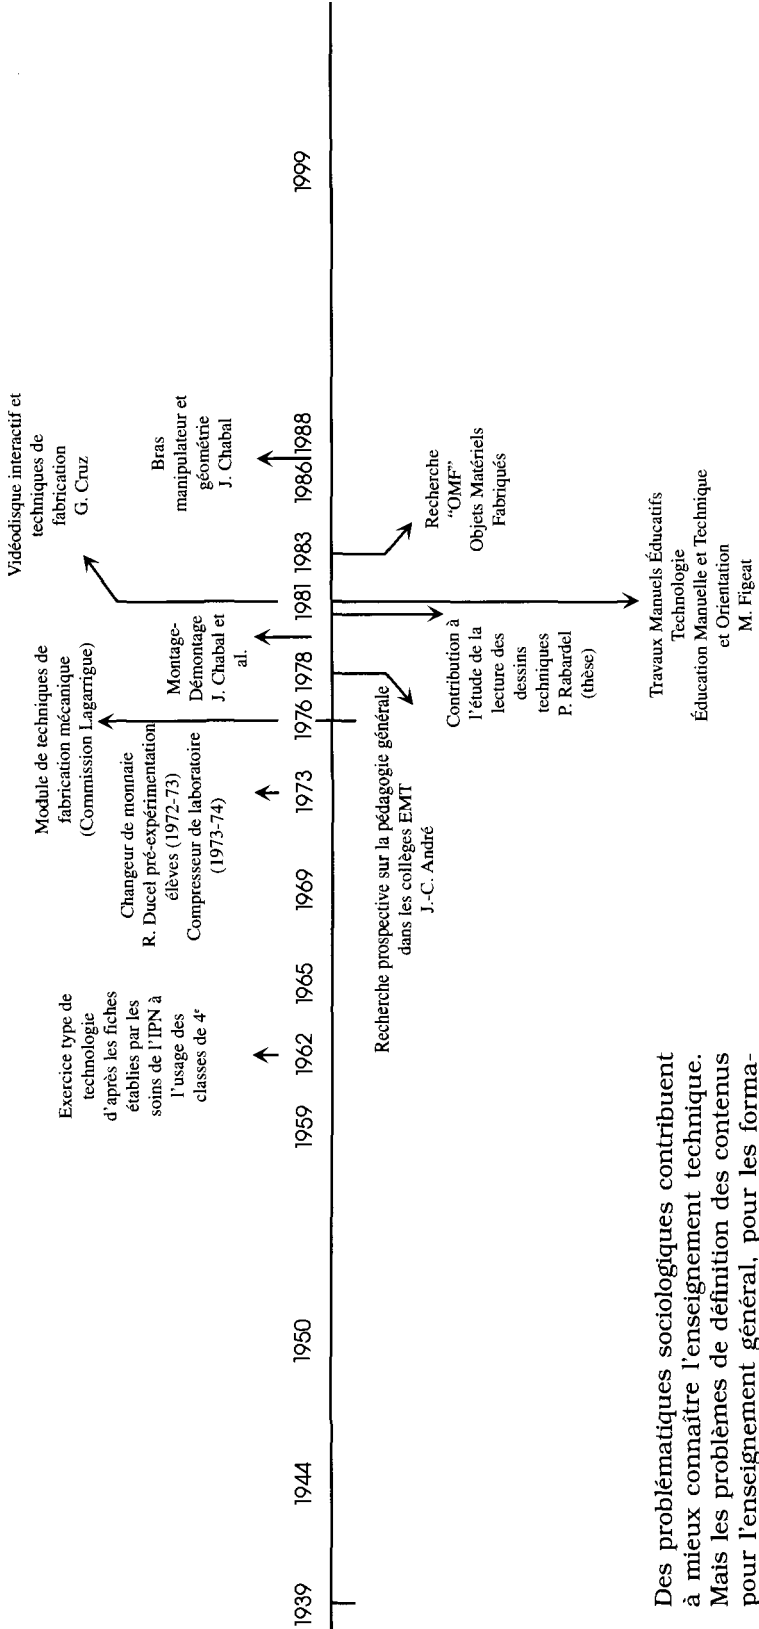 Exercice type de
technologie
d'après les fiches
établies par les
soins de l'IPN à
l'usage des
classes de 4e
Module de techniques de
fabrication mécanique
(Commission Lagarrigue)
Changeur de monnaie
R. Ducel pré-expérimentation
élèves (1972-73)
Compresseur de laboratoire
(1973-74)
Montage-
Démontage
J. Chabal et
al.
Vidéodisque interactif et
techniques de
fabrication
G. Cruz
Bras
manipulateur et
géométrie
J. Chabal
1939
1944
1950
1959
1962
1965
1969
1973
1976
1978
1981
1983
1986
1988
1999
Recherche prospective sur la pédagogie générale
dans les collèges EMT
J.-C. André
Contribution à
l'étude de la
lecture des
dessins
techniques
P. Rabardel
(thèse)
Recherche
“OMF”
Objets Matériels
Fabriqués
Travaux Manuels Éducatifs
Technologie
Éducation Manuelle et Technique
et Orientation
M. Figeat
Des problématiques sociologiques contribuent
à mieux connaître l'enseignement technique.
Mais les problèmes de définition des contenus
pour l'enseignement général, pour les forma-